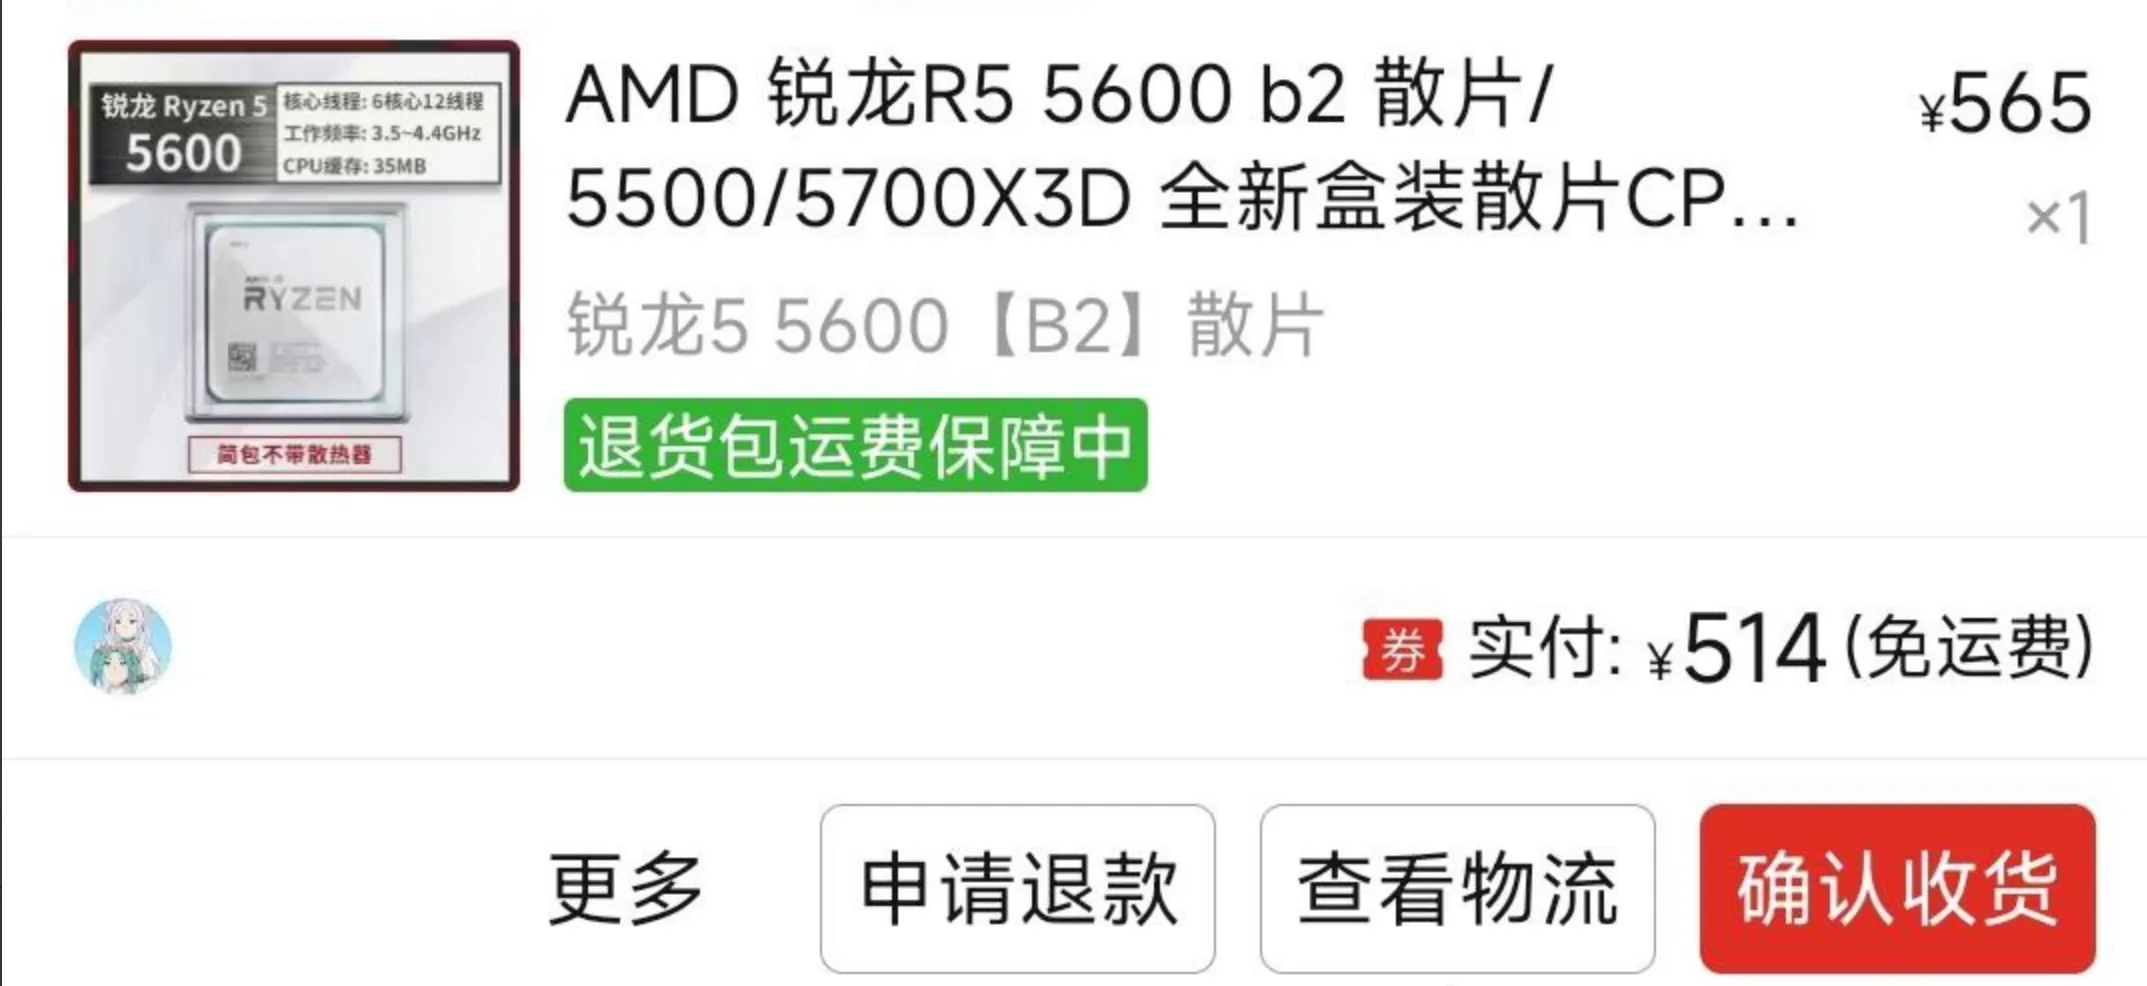 锐龙 Ryzen 5
5600
核心线程: 6核心12线程
工作频率: 3.5~4.4GHz
CPU缓存: 35MB
RYZEN
简包不带散热器
AMD 锐龙R5 5600 b2 散片/
5500/5700X3D 全新盒装散片CP...
¥565
×1
锐龙5 5600【B2】散片
退货包运费保障中
券 实付: ¥514 (免运费)
更多
申请退款
查看物流
确认收货